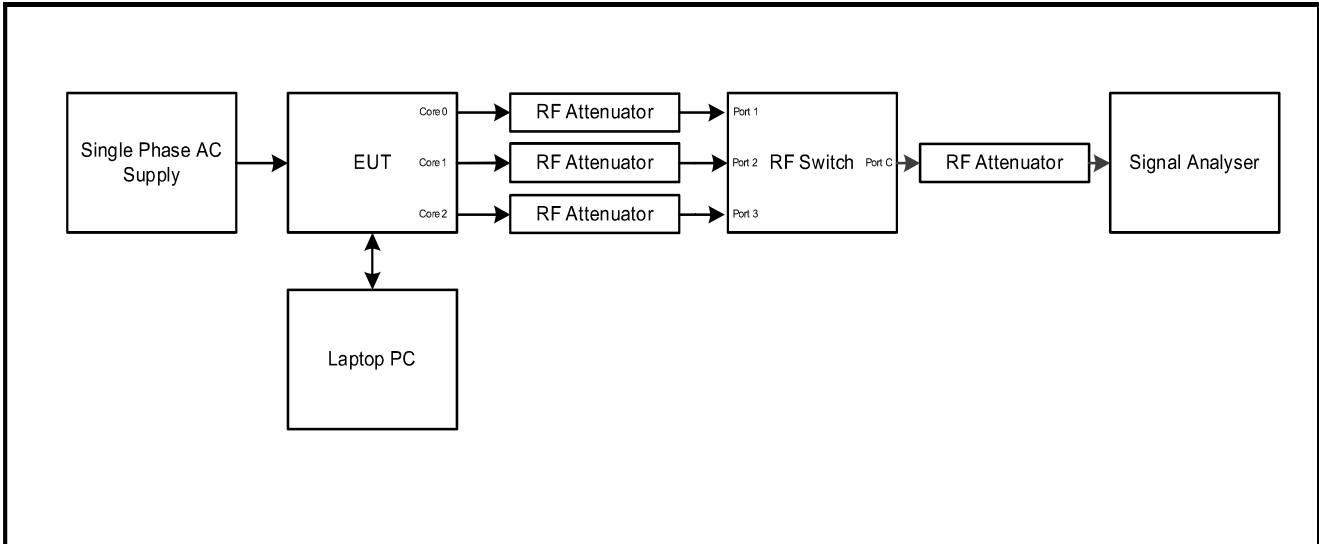 Single Phase AC
Supply
EUT
Core 0
Core 1
Core 2
RF Attenuator
RF Attenuator
RF Attenuator
Port 1
Port 2
Port 3
RF Switch
Port C
RF Attenuator
Signal Analyser
Laptop PC